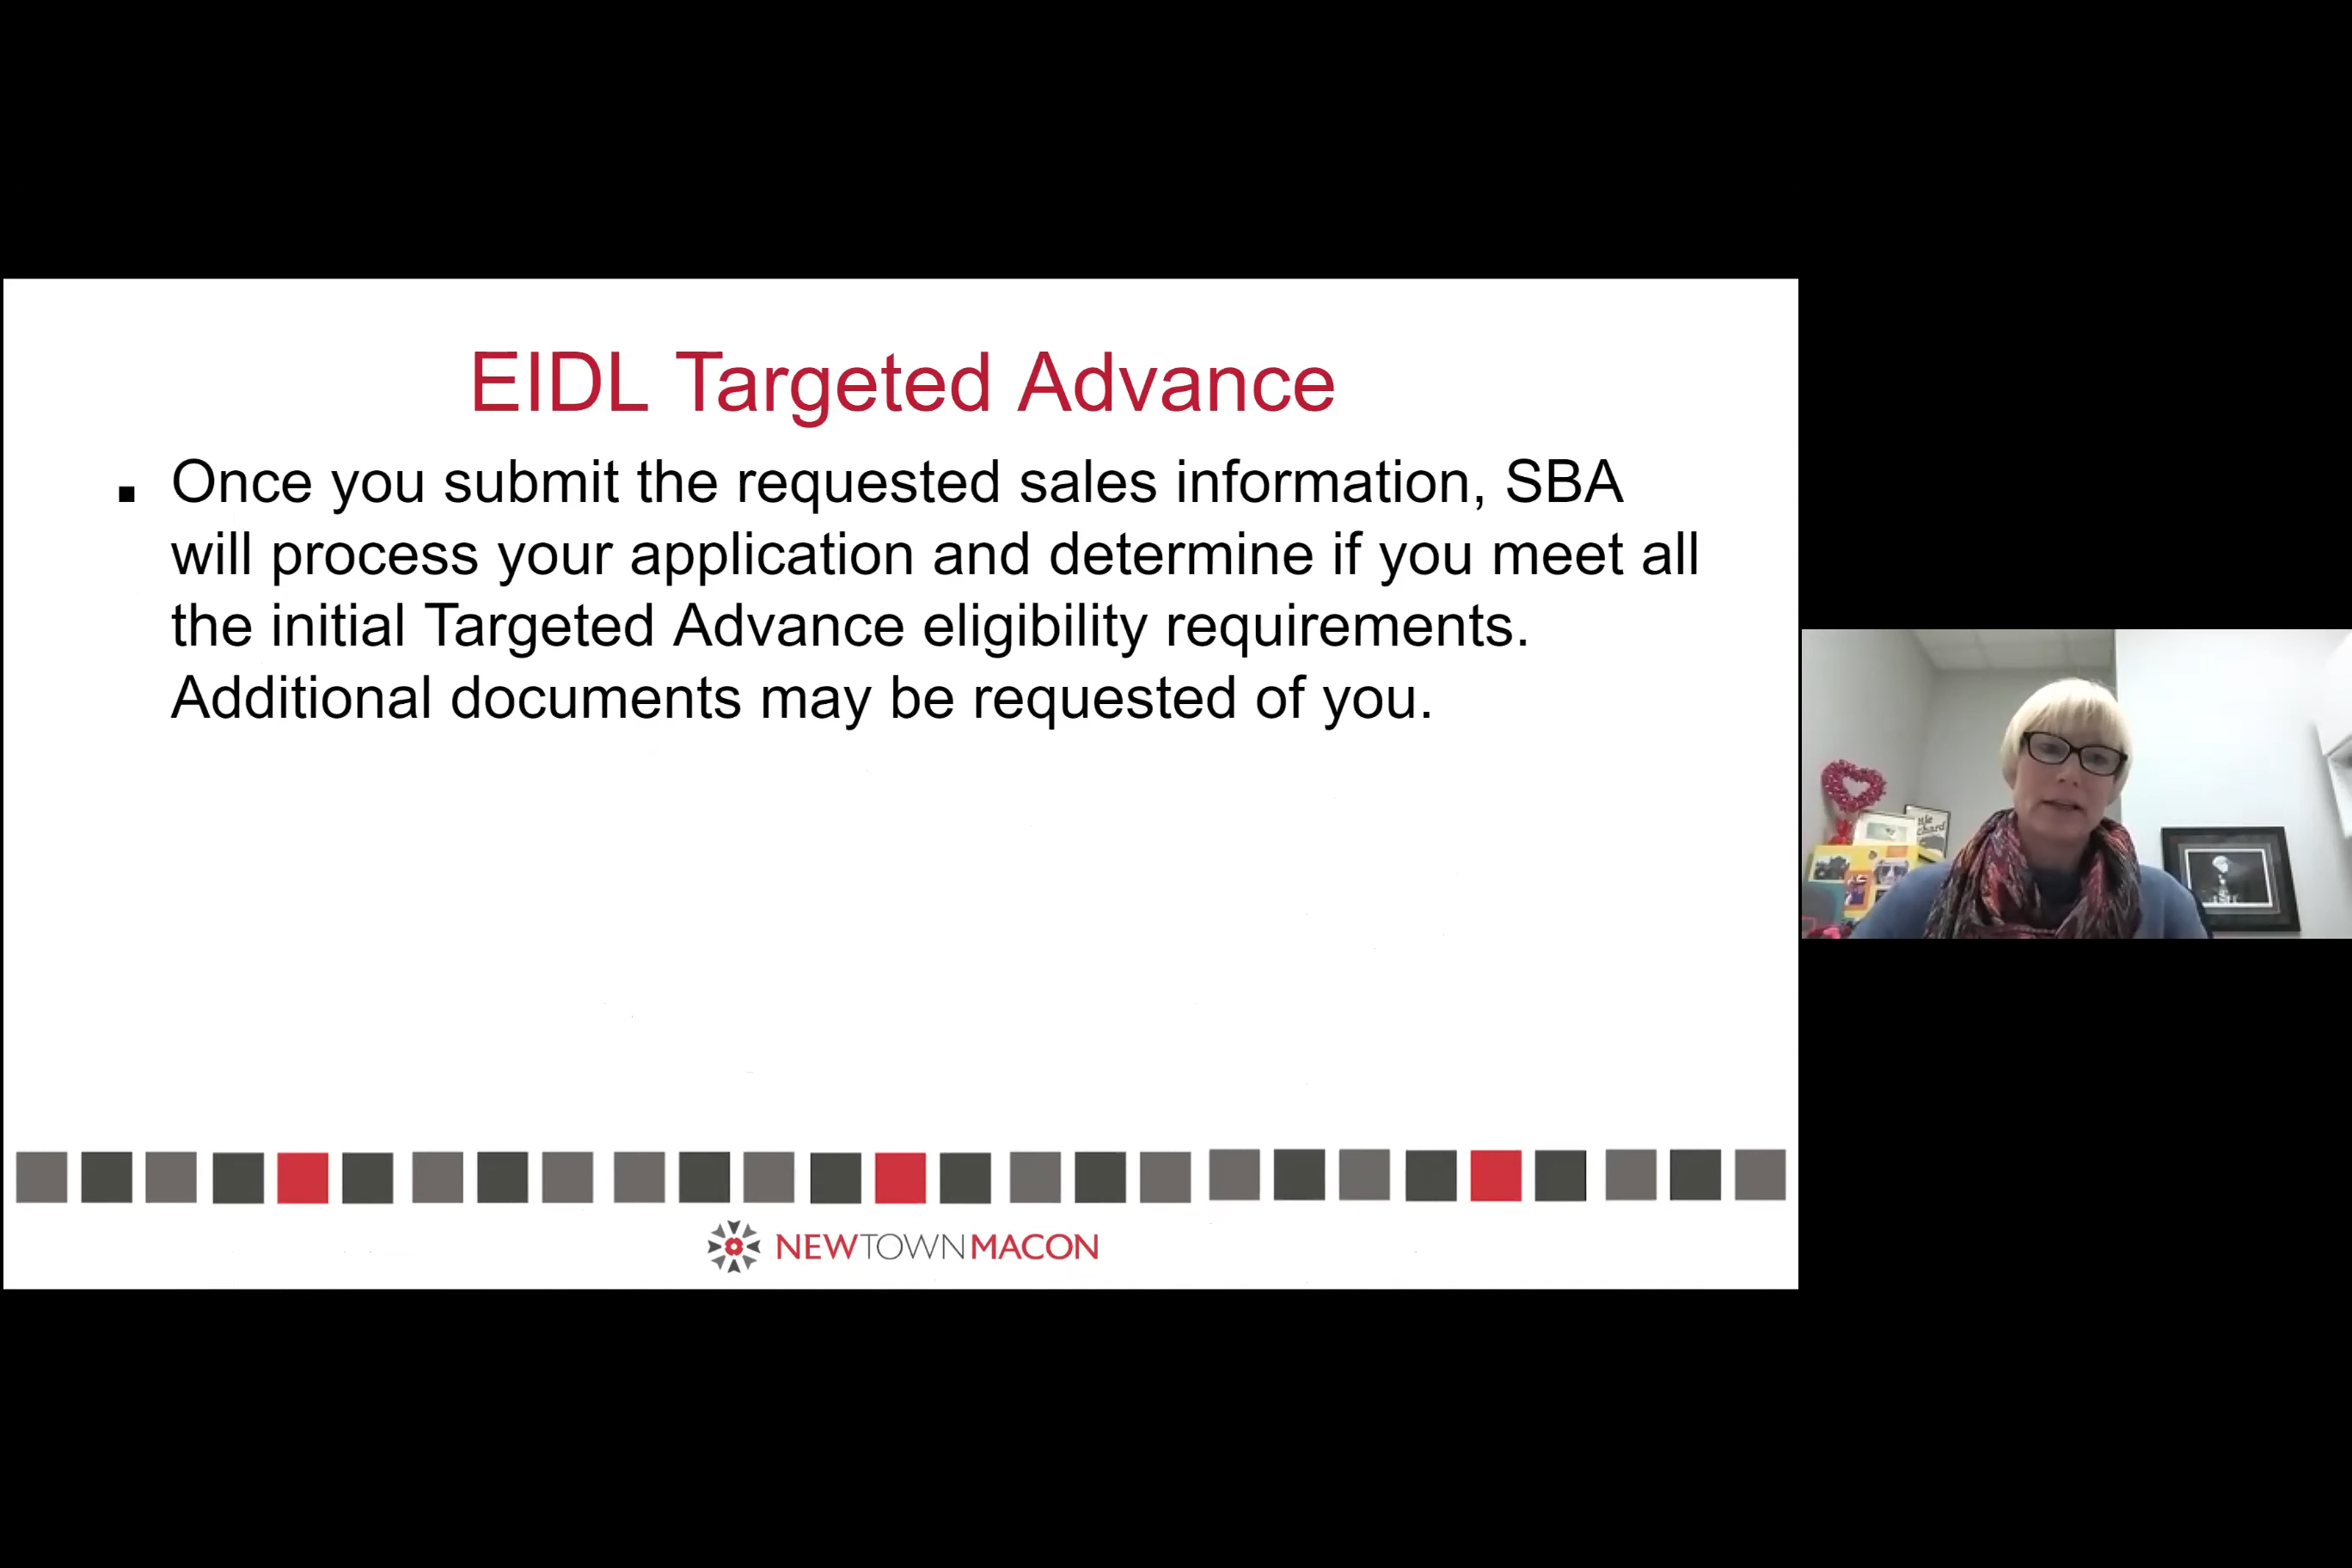 EIDL Targeted Advance
▪ Once you submit the requested sales information, SBA
will process your application and determine if you meet all
the initial Targeted Advance eligibility requirements.
Additional documents may be requested of you.
NEWTOWNMACON